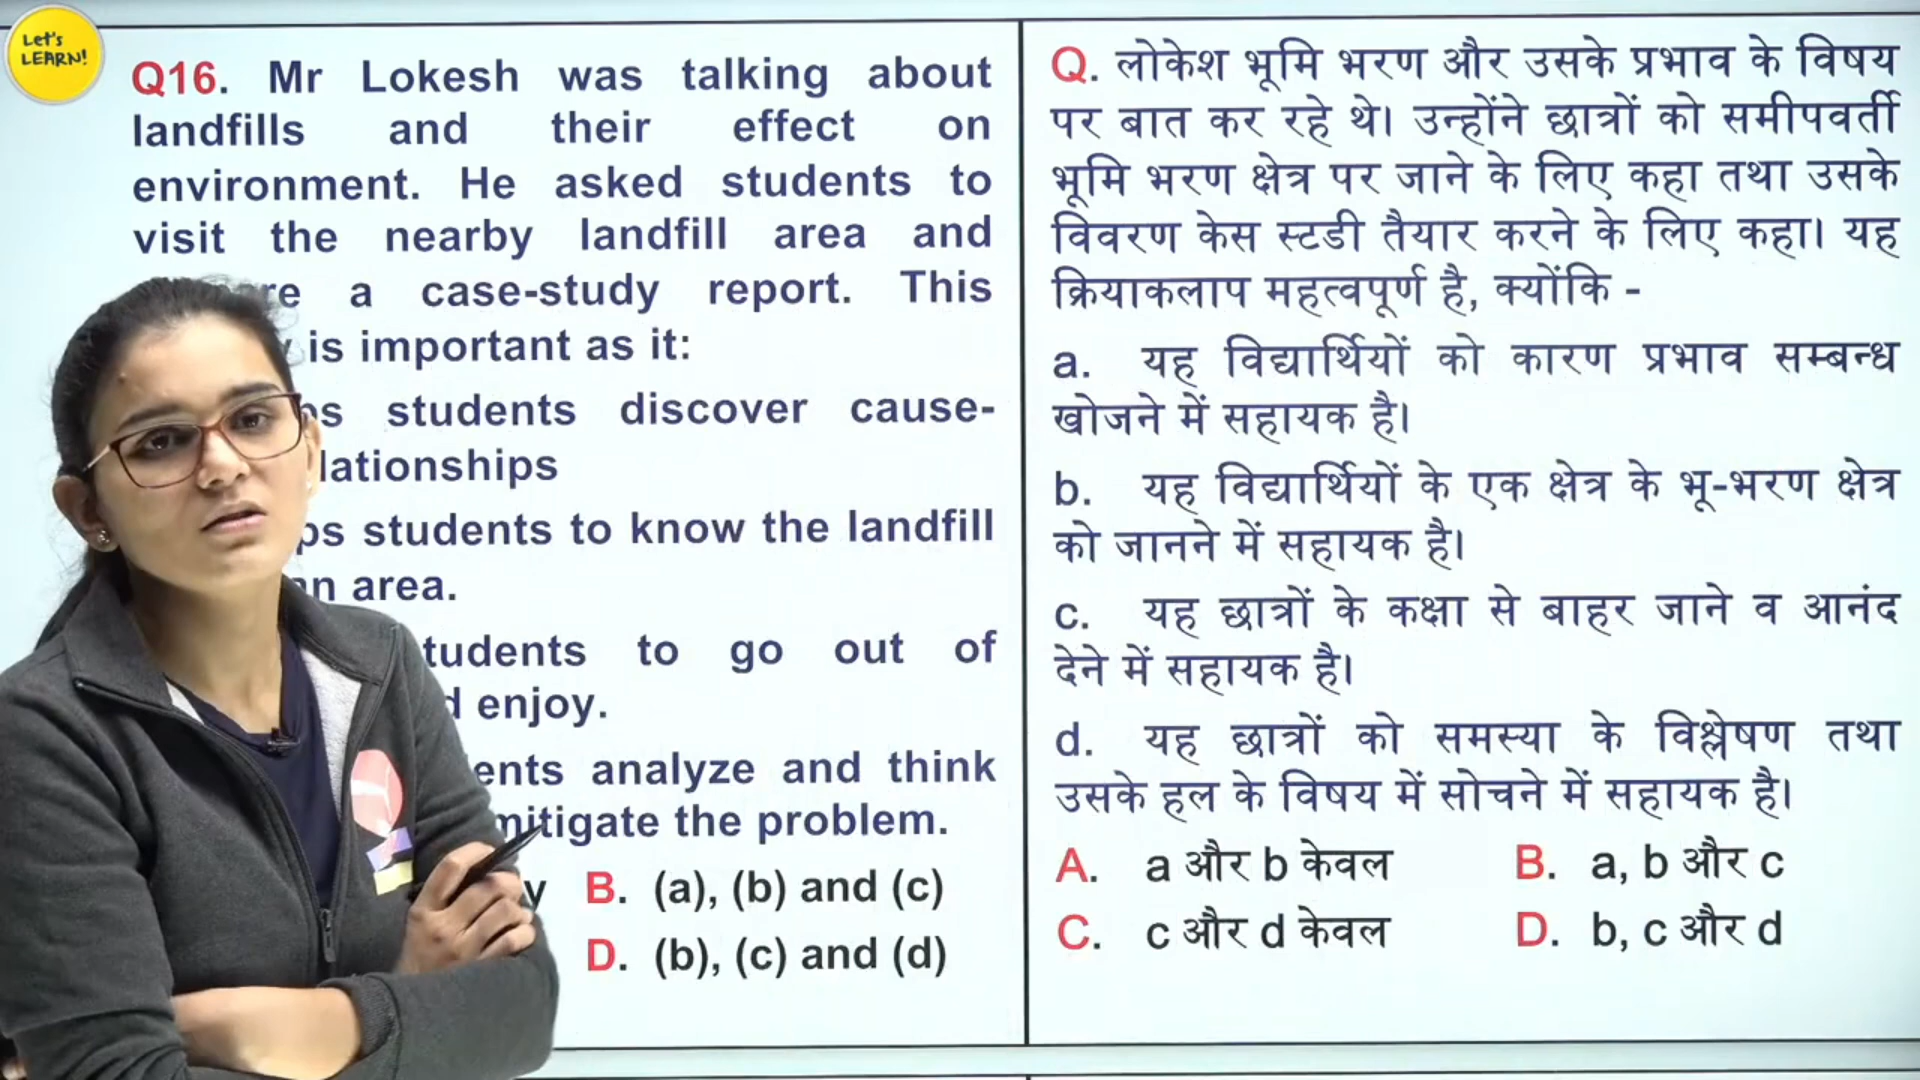 Let's
LEARN!
Q16. Mr Lokesh was talking about
landfills and their effect on
environment. He asked students to
visit the nearby landfill area and
a case-study report. This
is important as it:
students discover cause-
students to know the landfill
area.
to go out of
enjoy.
analyze and think
mitigate the problem.
B. (a), (b) and (c)
D. (b), (c) and (d)
Q. लोकेश भूमि भरण और उसके प्रभाव के विषय
पर बात कर रहे थे। उन्होंने छात्रों को समीपवर्ती
भूमि भरण क्षेत्र पर जाने के लिए कहा तथा उसके
विवरण केस स्टडी तैयार करने के लिए कहा। यह
क्रियाकलाप महत्वपूर्ण है, क्योंकि -
a. यह विद्यार्थियों को कारण प्रभाव सम्बन्ध
खोजने में सहायक है।
b. यह विद्यार्थियों के एक क्षेत्र के भू-भरण क्षेत्र
को जानने में सहायक है।
c. यह छात्रों के कक्षा से बाहर जाने व आनंद
देने में सहायक है।
d. यह छात्रों को समस्या के विश्लेषण तथा
उसके हल के विषय में सोचने में सहायक है।
A. a और b केवल B. a, b और c
C. c और d केवल D. b, c और d